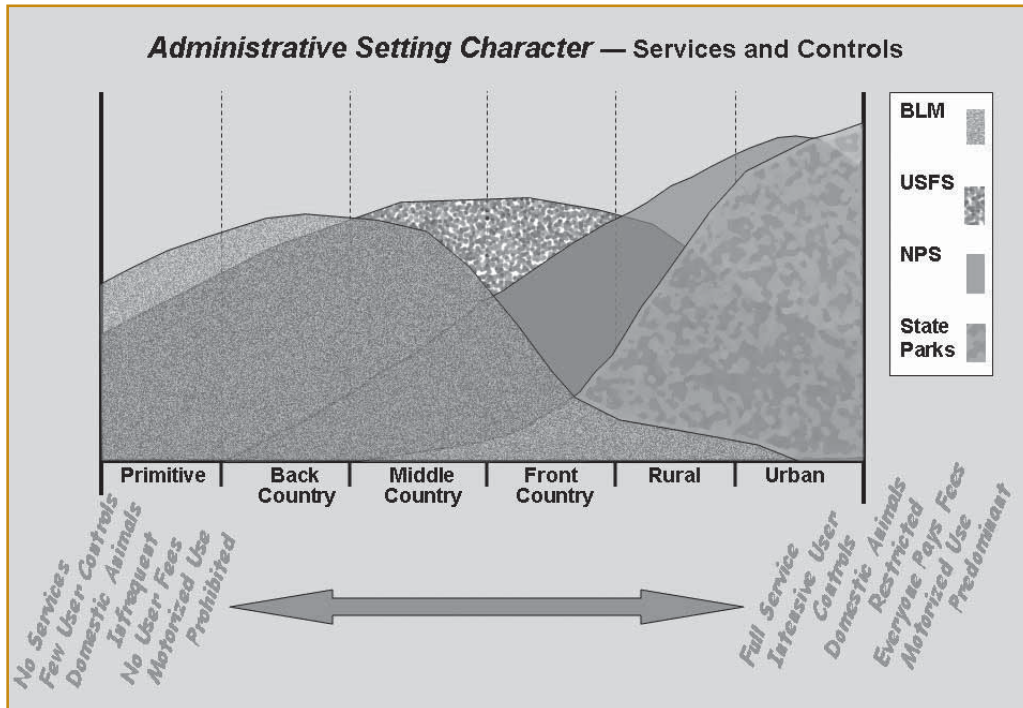 Administrative Setting Character — Services and Controls
BLM
USFS
NPS
State
Parks
Primitive
Back
Country
Middle
Country
Front
Country
Rural
Urban
No Services
Few User Controls
Domestic Animals
Infrequent
No User Fees
Motorized Use
Prohibited
Full Service
Intensive User
Controls
Domestic Animals
Restricted
Everyone Pays Fees
Motorized Use
Predominant